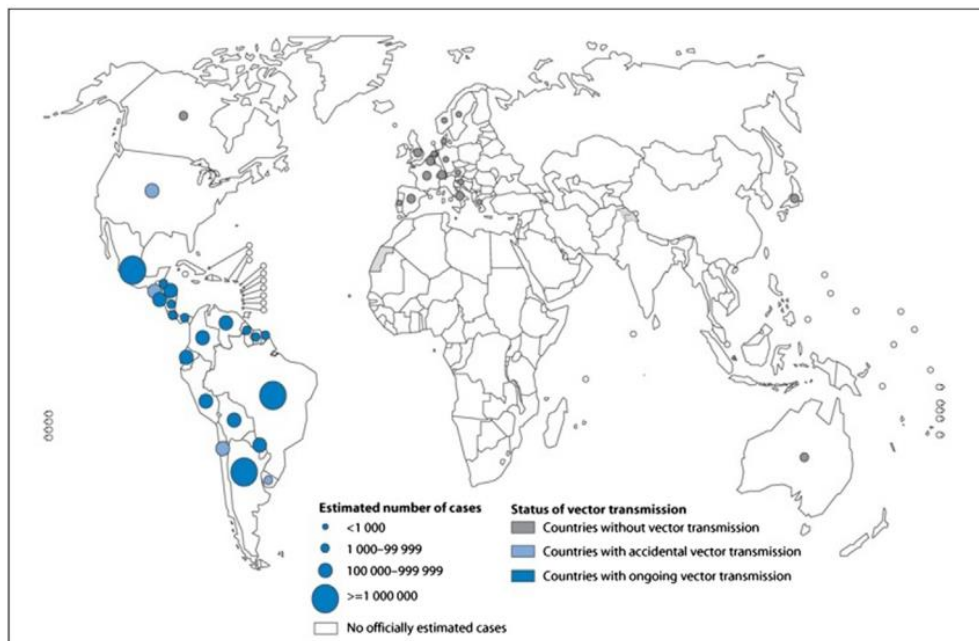 Estimated number of cases
<1 000
1 000–99 999
100 000–999 999
>=1 000 000
No officially estimated cases
Status of vector transmission
Countries without vector transmission
Countries with accidental vector transmission
Countries with ongoing vector transmission